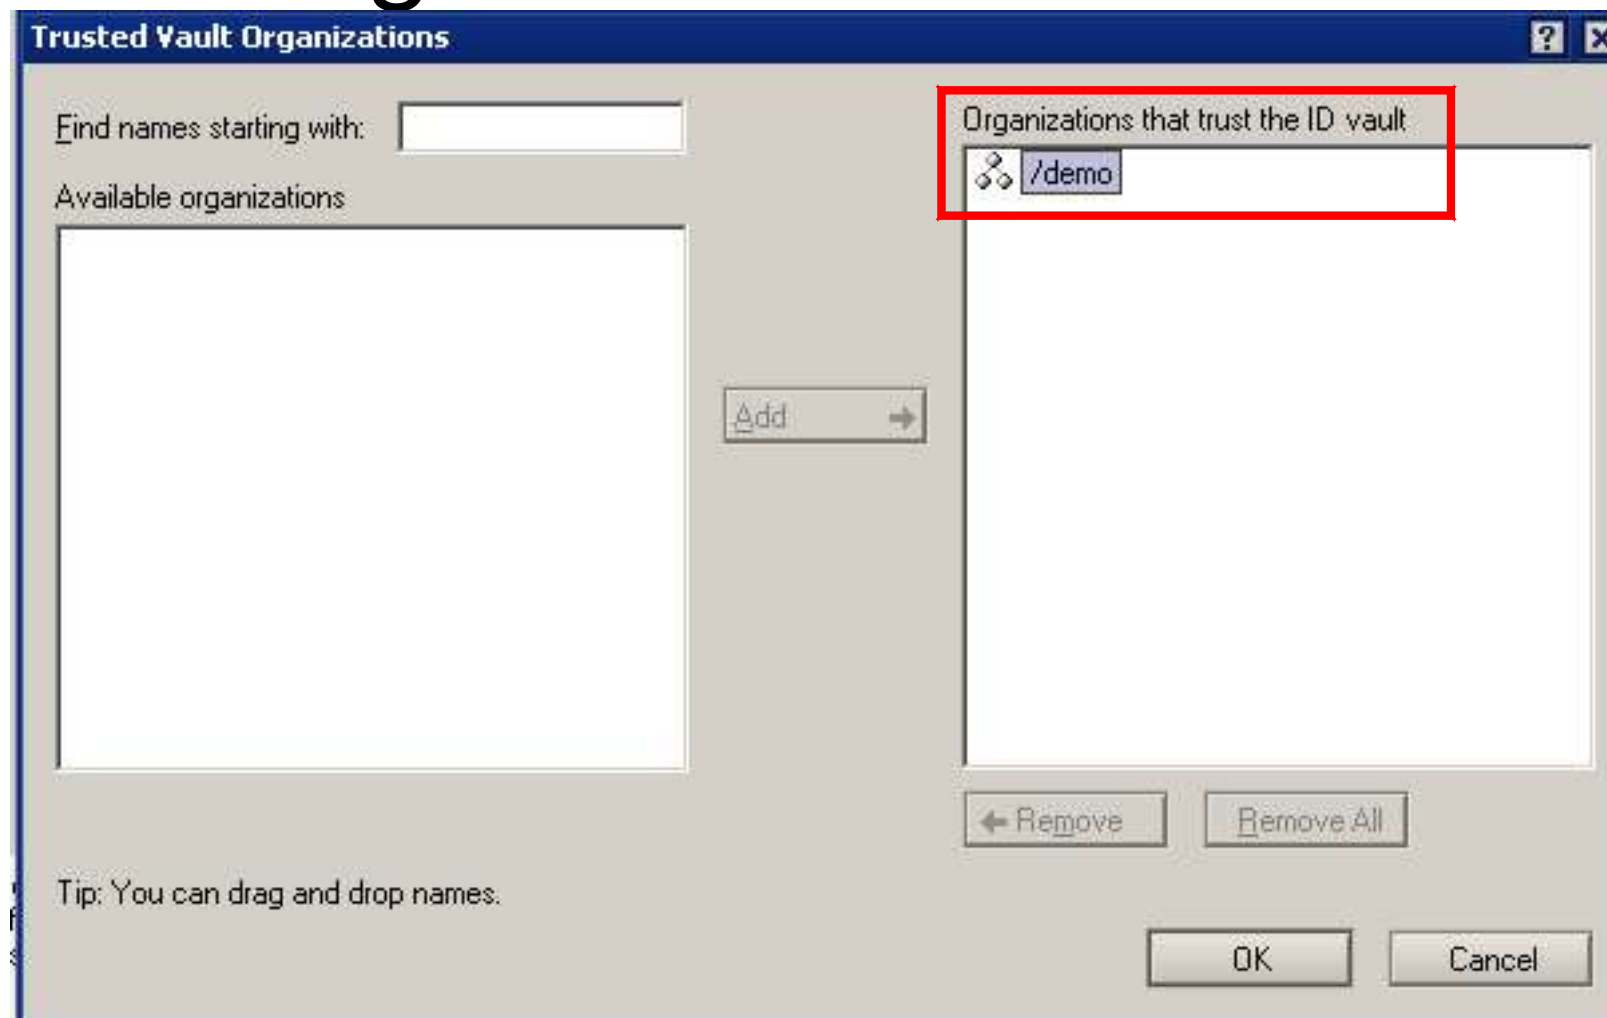 Trusted Vault Organizations
Find names starting with:
Organizations that trust the ID vault
/demo
Available organizations
Add
Remove
Remove All
Tip: You can drag and drop names.
OK
Cancel